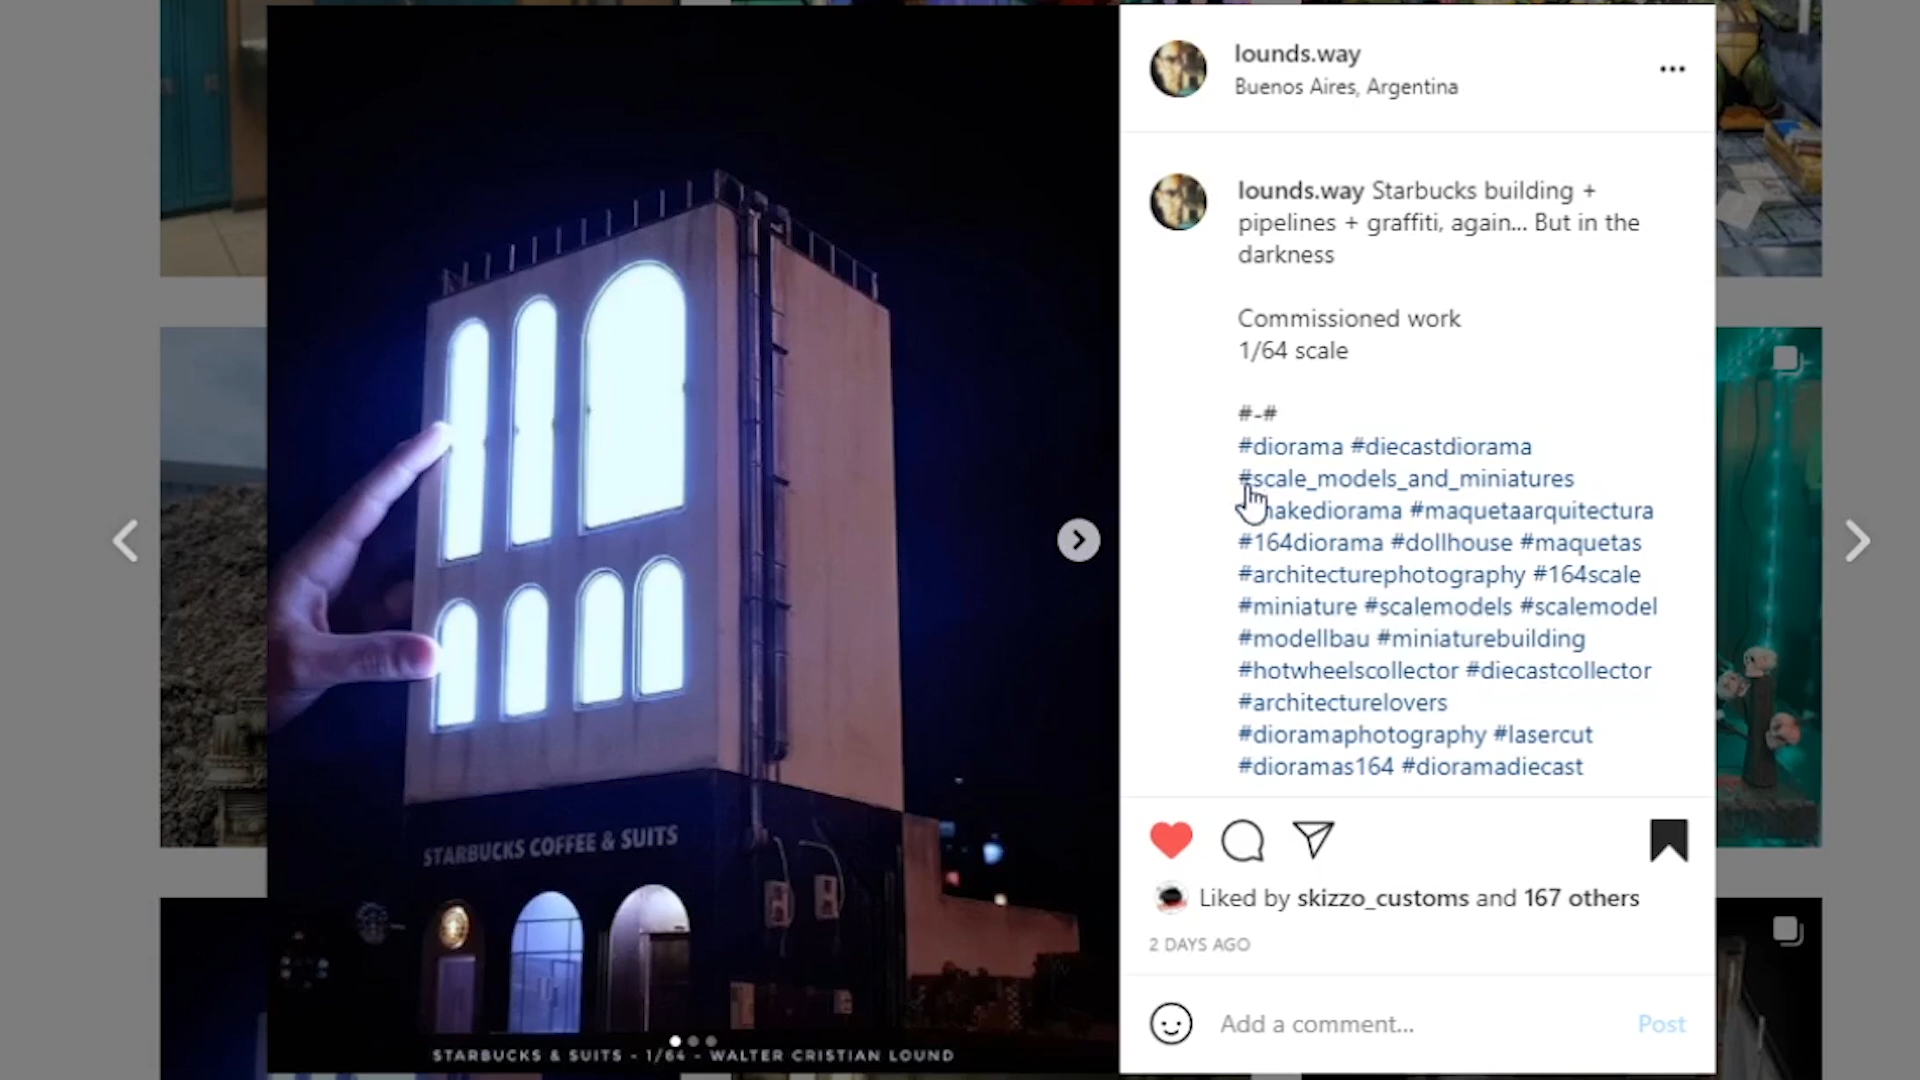 lounds.way
Buenos Aires, Argentina
lounds.way Starbucks building +
pipelines + graffiti, again... But in the
darkness
Commissioned work
1/64 scale
#-#
#diorama #diecastdiorama
#scale_models_and_miniatures
akediorama #maquetaarquitectura
#164diorama #dollhouse #maquetas
#architecturephotography #164scale
#miniature #scalemodels #scalemodel
#modellbau #miniaturebuilding
#hotwheelscollector #diecastcollector
#architecturelovers
#dioramaphotography #lasercut
#dioramas164 #dioramadiecast
Liked by skizzo_customs and 167 others
2 DAYS AGO
Add a comment... Post
STARBUCKS COFFEE & SUITS
STARBUCKS & SUITS - 1/64 - WALTER CRISTIAN LOUND